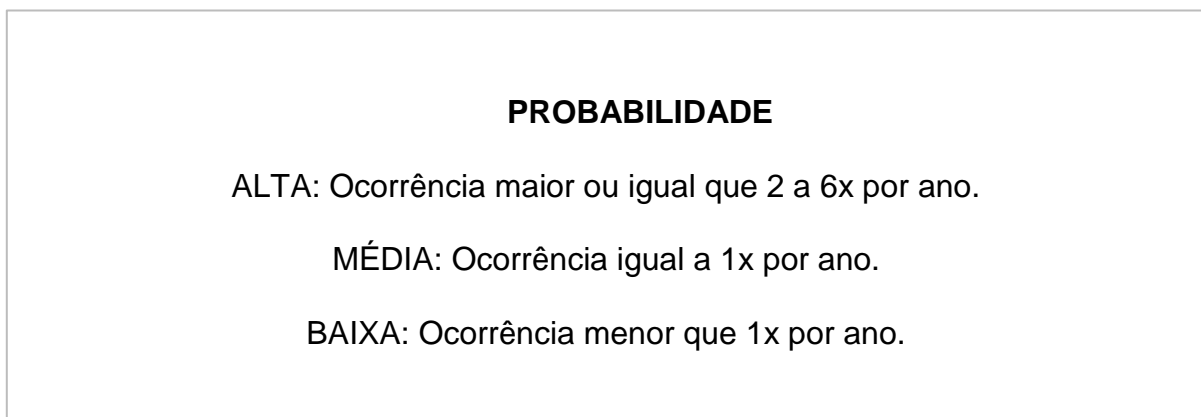 PROBABILIDADE
ALTA: Ocorrência maior ou igual que 2 a 6x por ano.
MÉDIA: Ocorrência igual a 1x por ano.
BAIXA: Ocorrência menor que 1x por ano.